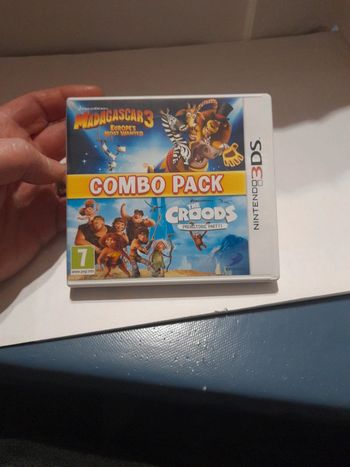 DREAMWORKS
MADAGASCAR 3
EUROPE'S
MOST WANTED
COMBO PACK
THE
CROODS
PREHISTORIC PARTY!
NINTENDO 3DS
7
www.pegi.info